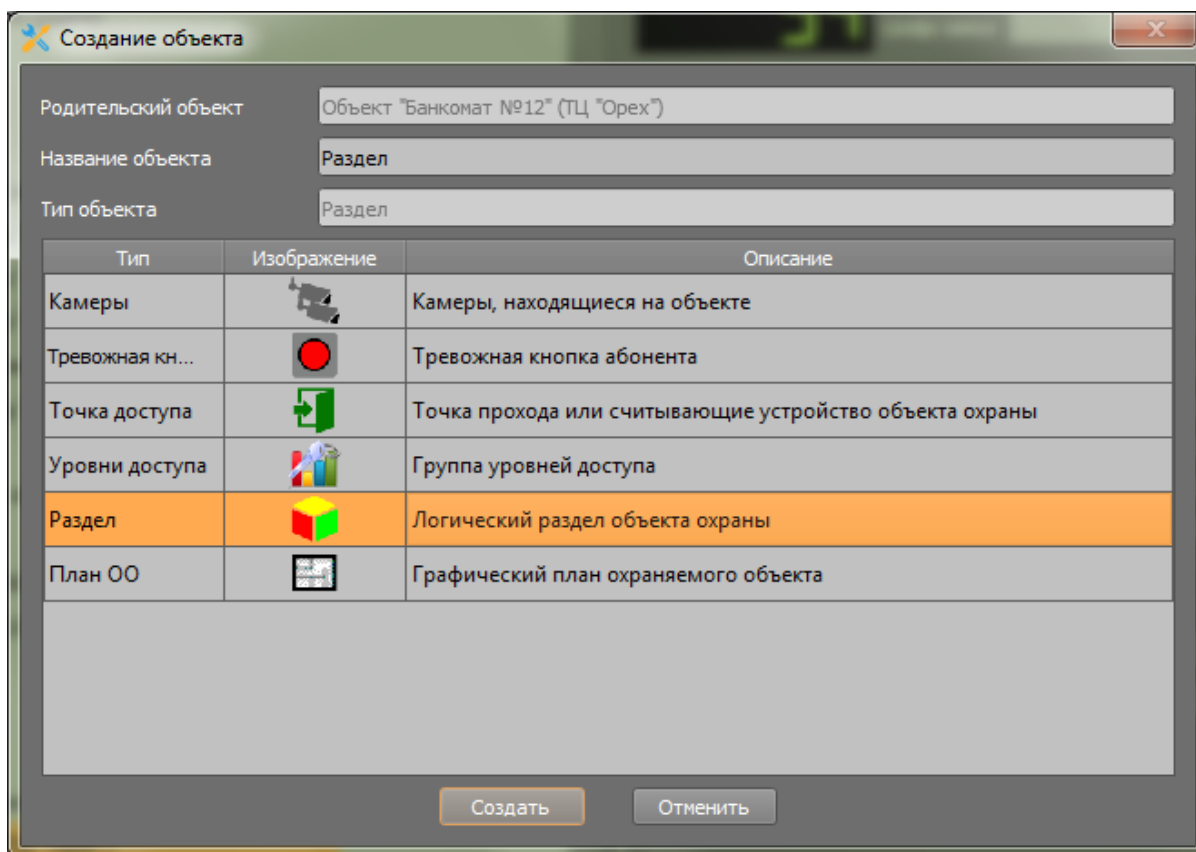 Создание объекта
Родительский объект Объект "Банкомат №12" (ТЦ "Орех")
Название объекта Раздел
Тип объекта Раздел
Тип Изображение Описание
Камеры Камеры, находящиеся на объекте
Тревожная кн... Тревожная кнопка абонента
Точка доступа Точка прохода или считывающие устройство объекта охраны
Уровни доступа Группа уровней доступа
Раздел Логический раздел объекта охраны
План ОО Графический план охраняемого объекта
Создать Отменить